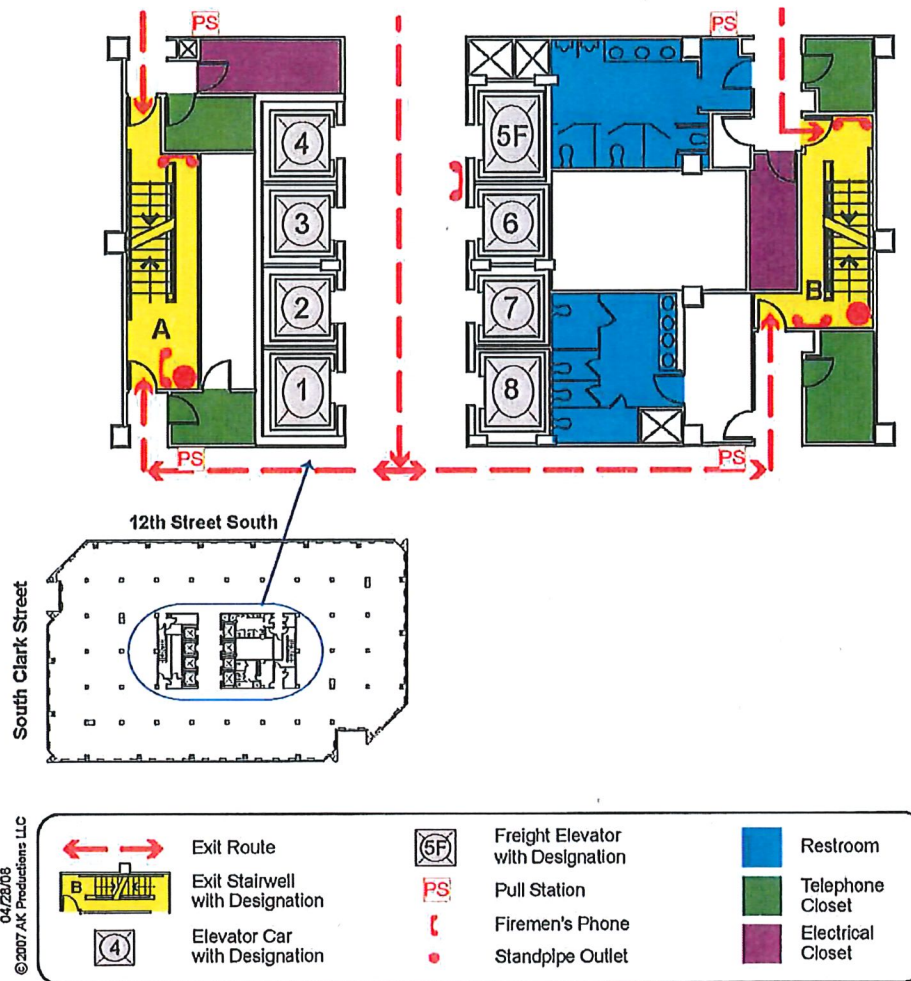 PS
PS
4
5F
3
6
2
7
A
B
1
8
PS
PS
12th Street South
South Clark Street
04/28/08
©2007 AK Productions LLC
Exit Route
B
Exit Stairwell
with Designation
4
Elevator Car
with Designation
5F
Freight Elevator
with Designation
PS
Pull Station
Firemen's Phone
Standpipe Outlet
Restroom
Telephone
Closet
Electrical
Closet